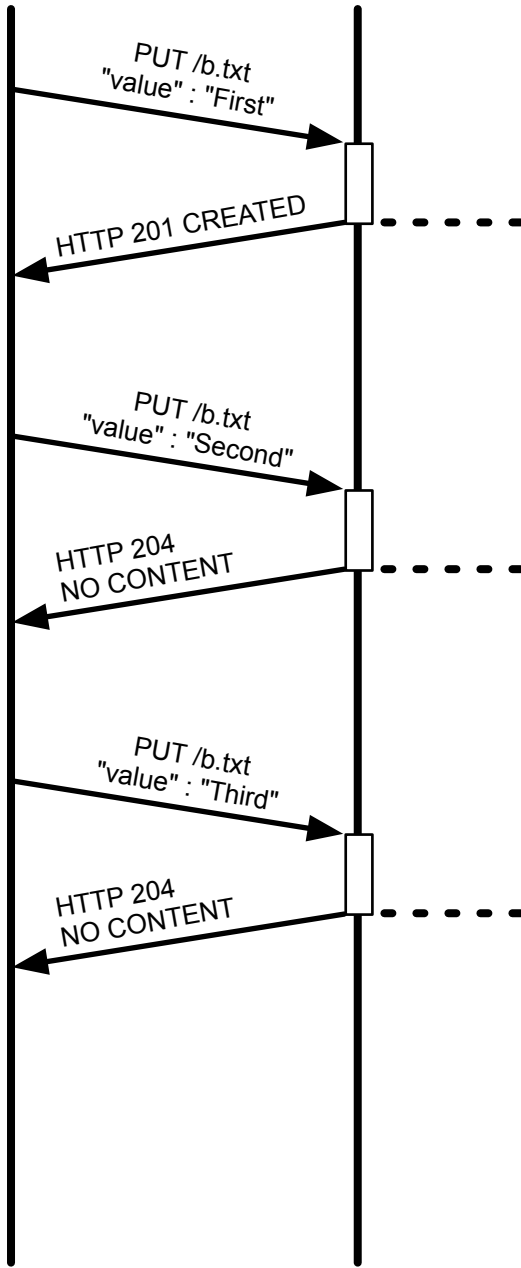 PUT /b.txt
"value" : "First"
HTTP 201 CREATED
PUT /b.txt
"value" : "Second"
HTTP 204
NO CONTENT
PUT /b.txt
"value" : "Third"
HTTP 204
NO CONTENT